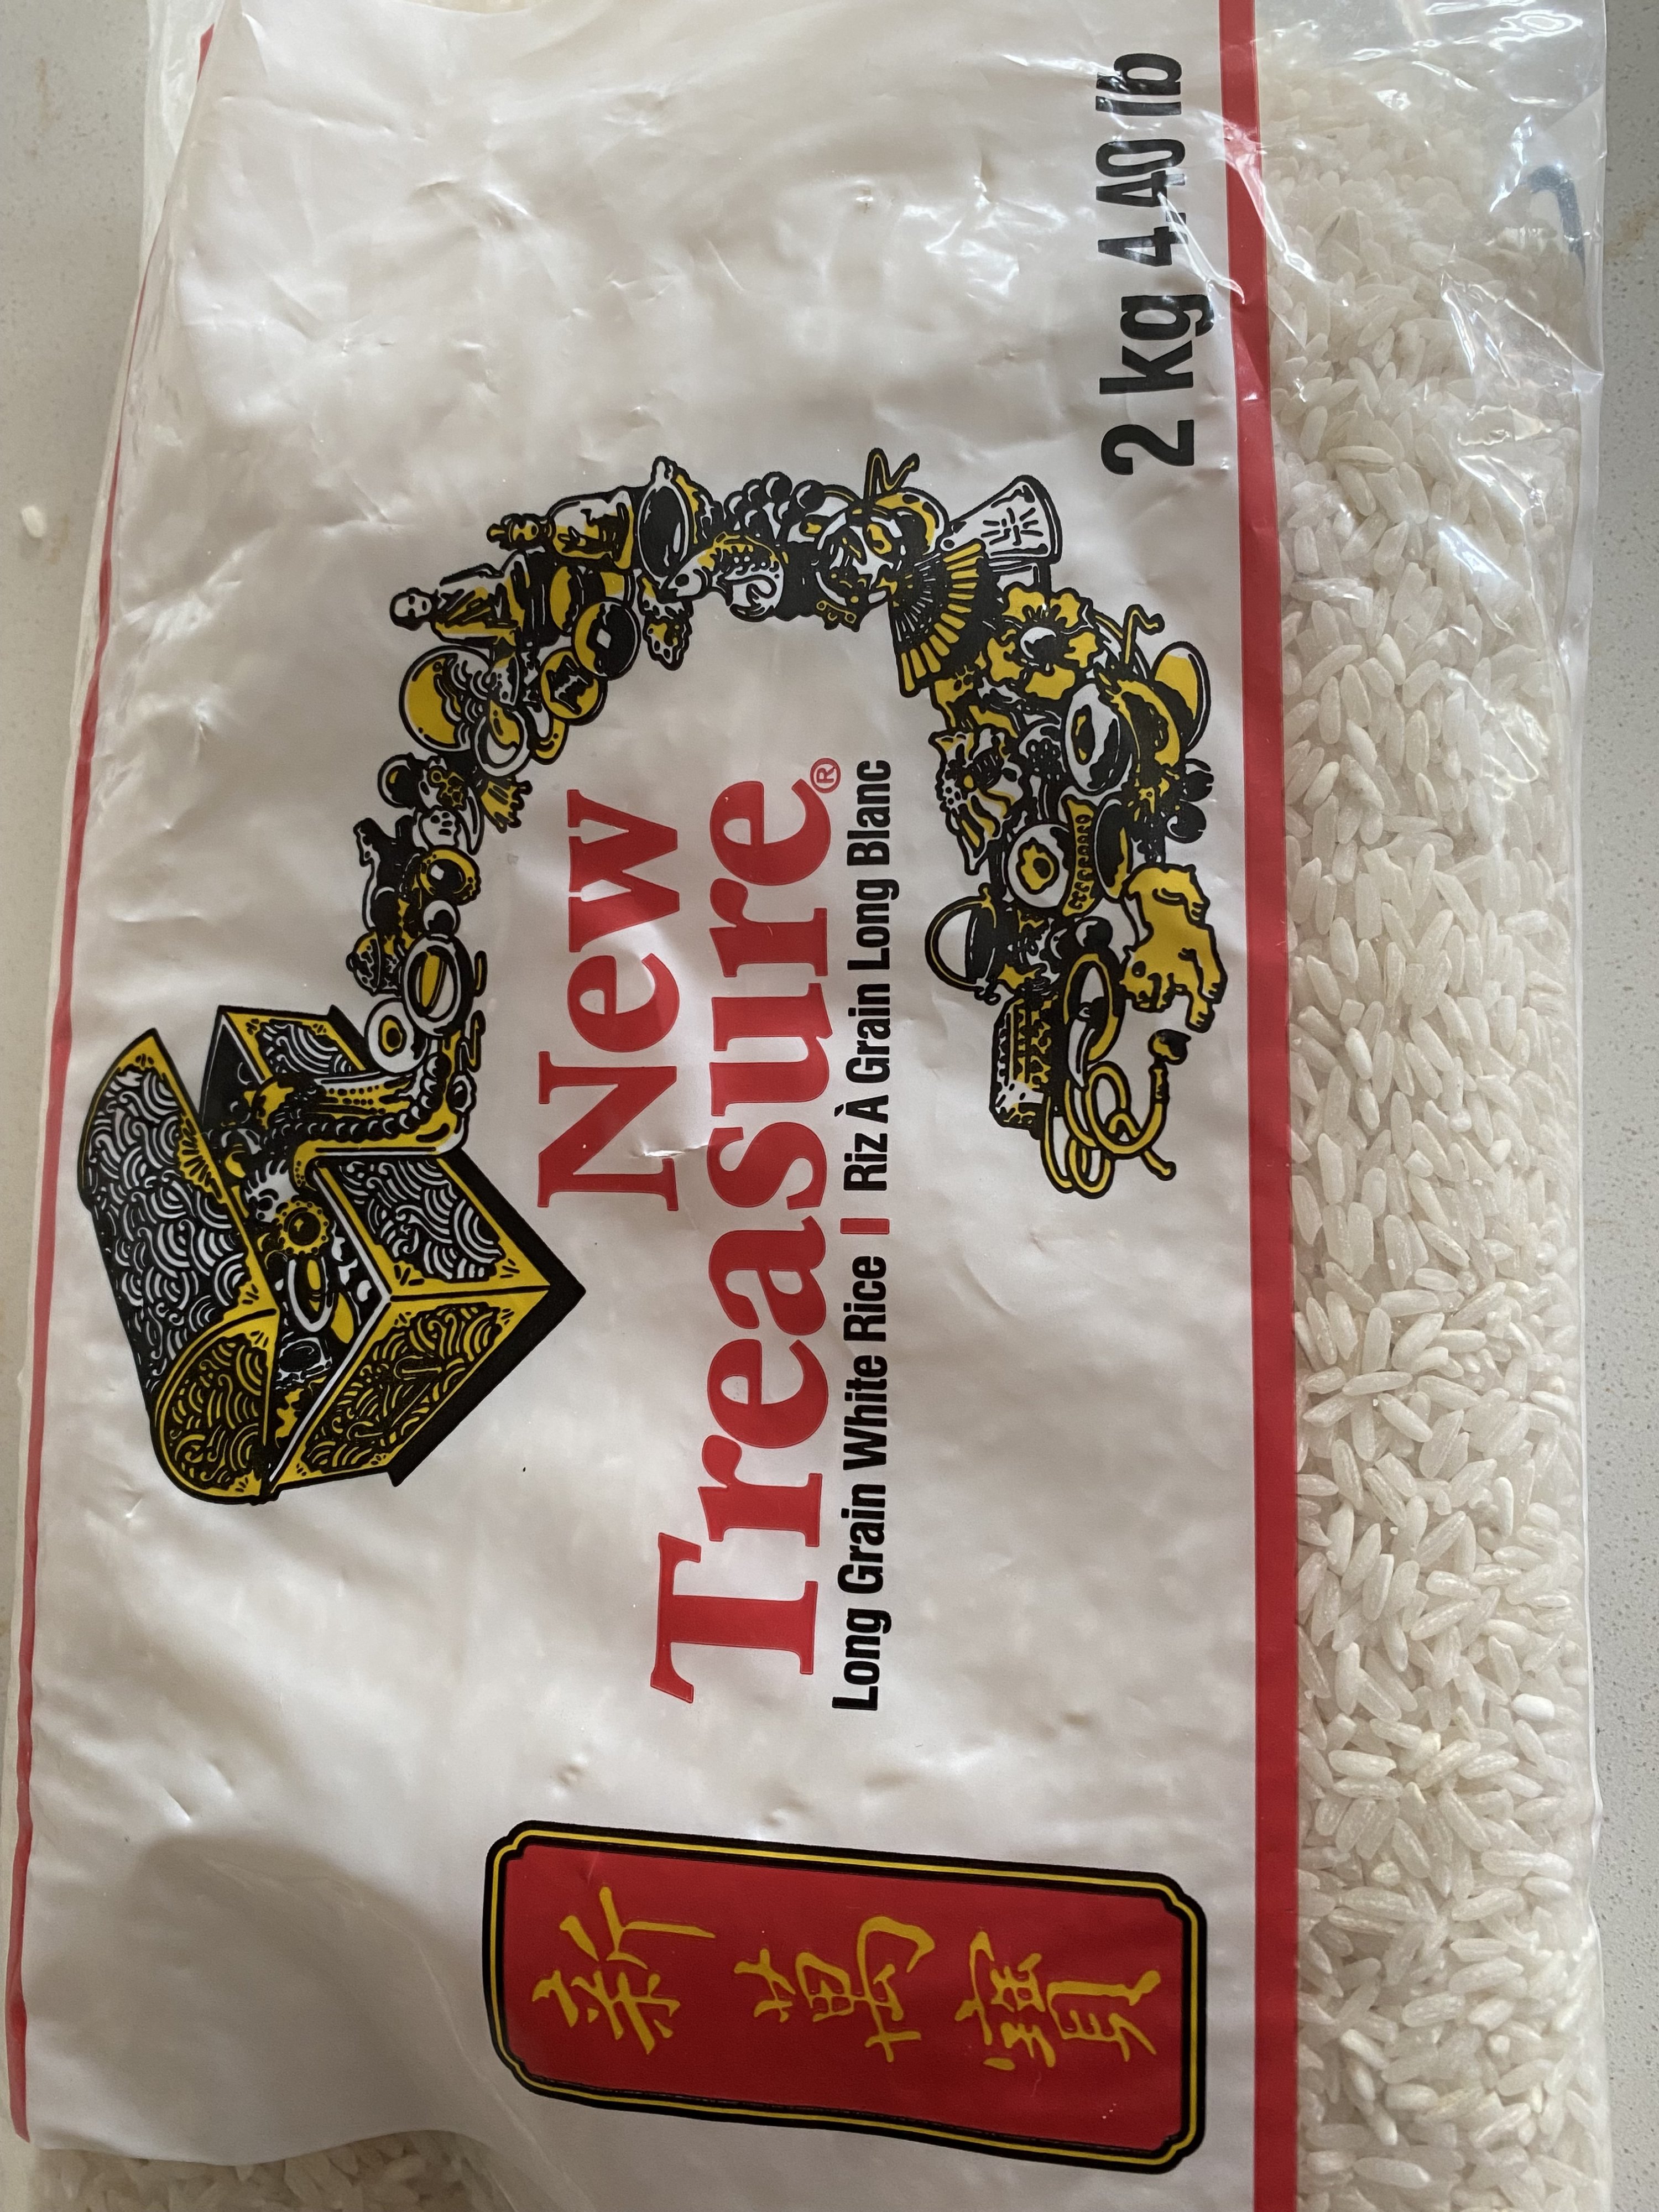 新
萬
寶
New
Treasure®
Long Grain White Rice | Riz À Grain Long Blanc
2 kg 4.40 lb